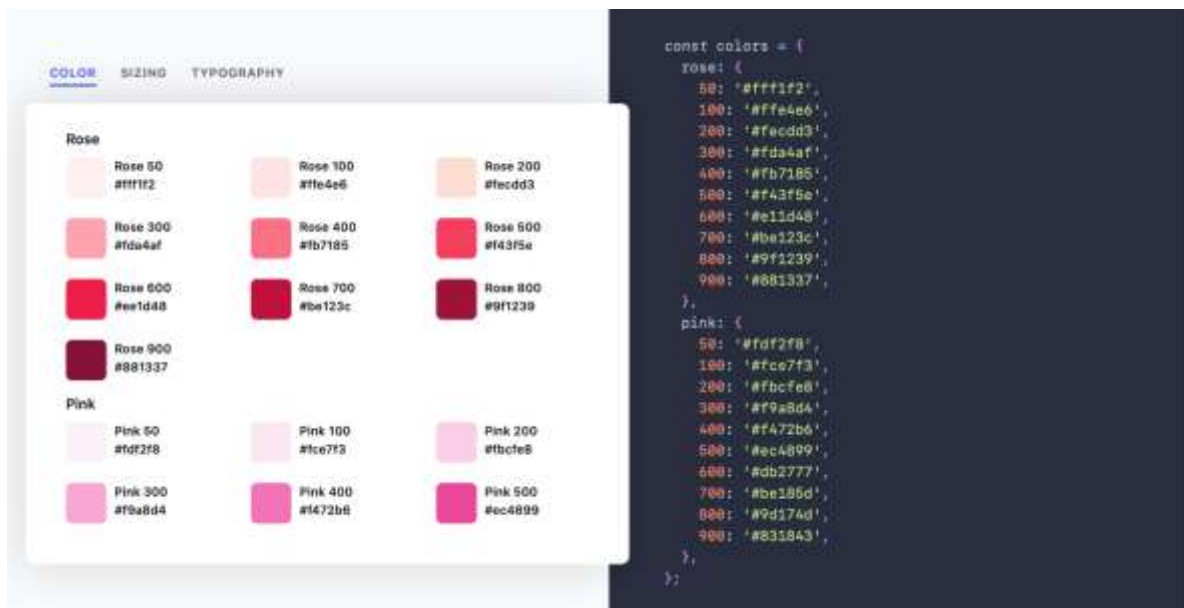 COLOR SIZING TYPOGRAPHY
Rose
Rose 50 Rose 100 Rose 200
#fff1f2 #ffe4e6 #fecdd3
Rose 300 Rose 400 Rose 500
#fda4af #fb7185 #f43f5e
Rose 600 Rose 700 Rose 800
#ee1d48 #be123c #9f1239
Rose 900
#881337
Pink
Pink 50 Pink 100 Pink 200
#fdf2f8 #fce7f3 #fbcfe8
Pink 300 Pink 400 Pink 500
#f9a8d4 #f472b6 #ec4899
const colors = {
rose: {
50: '#fff1f2',
100: '#ffe4e6',
200: '#fecdd3',
300: '#fda4af',
400: '#fb7185',
500: '#f43f5e',
600: '#e11d48',
700: '#be123c',
800: '#9f1239',
900: '#881337',
},
pink: {
50: '#fdf2f8',
100: '#fce7f3',
200: '#fbcfe8',
300: '#f9a8d4',
400: '#f472b6',
500: '#ec4899',
600: '#db2777',
700: '#be185d',
800: '#9d174d',
900: '#831843',
},
};